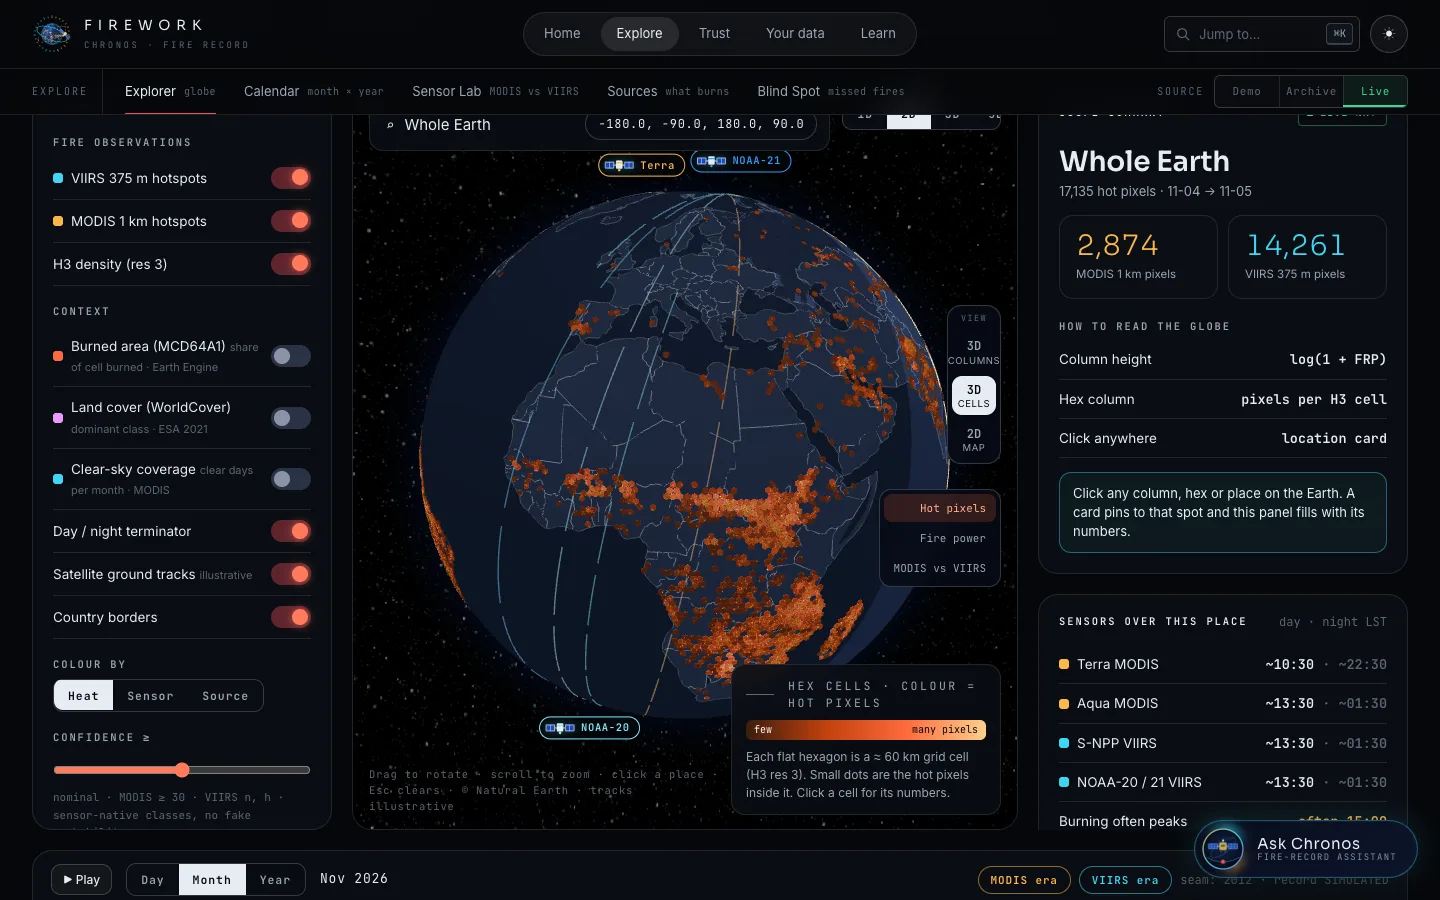 FIREWORK
CHRONOS · FIRE RECORD
Home
Explore
Trust
Your data
Learn
Jump to...
⌘K
EXPLORE
Explorer globe
Calendar month × year
Sensor Lab MODIS vs VIIRS
Sources what burns
Blind Spot missed fires
SOURCE
Demo
Archive
Live
FIRE OBSERVATIONS
VIIRS 375 m hotspots
MODIS 1 km hotspots
H3 density (res 3)
CONTEXT
Burned area (MCD64A1) share
of cell burned · Earth Engine
Land cover (WorldCover)
dominant class · ESA 2021
Clear-sky coverage clear days
per month · MODIS
Day / night terminator
Satellite ground tracks illustrative
Country borders
COLOUR BY
Heat
Sensor
Source
CONFIDENCE ≥
nominal · MODIS ≥ 30 · VIIRS n, h ·
sensor-native classes, no fake
Whole Earth
-180.0, -90.0, 180.0, 90.0
Terra
NOAA-21
NOAA-20
VIEW
3D
COLUMNS
3D
CELLS
2D
MAP
Hot pixels
Fire power
MODIS vs VIIRS
HEX CELLS · COLOUR =
HOT PIXELS
few
many pixels
Each flat hexagon is a ≈ 60 km grid cell
(H3 res 3). Small dots are the hot pixels
inside it. Click a cell for its numbers.
Drag to rotate · scroll to zoom · click a place ·
Esc clears · © Natural Earth · tracks
illustrative
Whole Earth
17,135 hot pixels · 11-04 → 11-05
2,874
MODIS 1 km pixels
14,261
VIIRS 375 m pixels
HOW TO READ THE GLOBE
Column height
log(1 + FRP)
Hex column
pixels per H3 cell
Click anywhere
location card
Click any column, hex or place on the Earth. A
card pins to that spot and this panel fills with its
numbers.
SENSORS OVER THIS PLACE
day · night LST
Terra MODIS
~10:30 · ~22:30
Aqua MODIS
~13:30 · ~01:30
S-NPP VIIRS
~13:30 · ~01:30
NOAA-20 / 21 VIIRS
~13:30 · ~01:30
Burning often peaks
Ask Chronos
FIRE-RECORD ASSISTANT
Play
Day
Month
Year
Nov 2026
MODIS era
VIIRS era
seam: 2012 · record SIMULATED